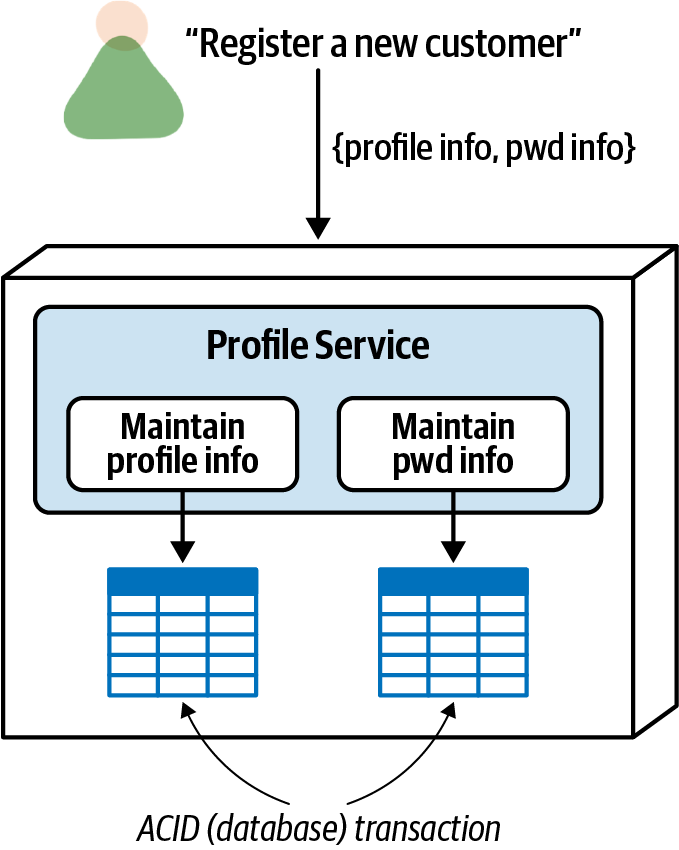 “Register a new customer”
{profile info, pwd info}
Profile Service
Maintain
profile info
Maintain
pwd info
ACID (database) transaction